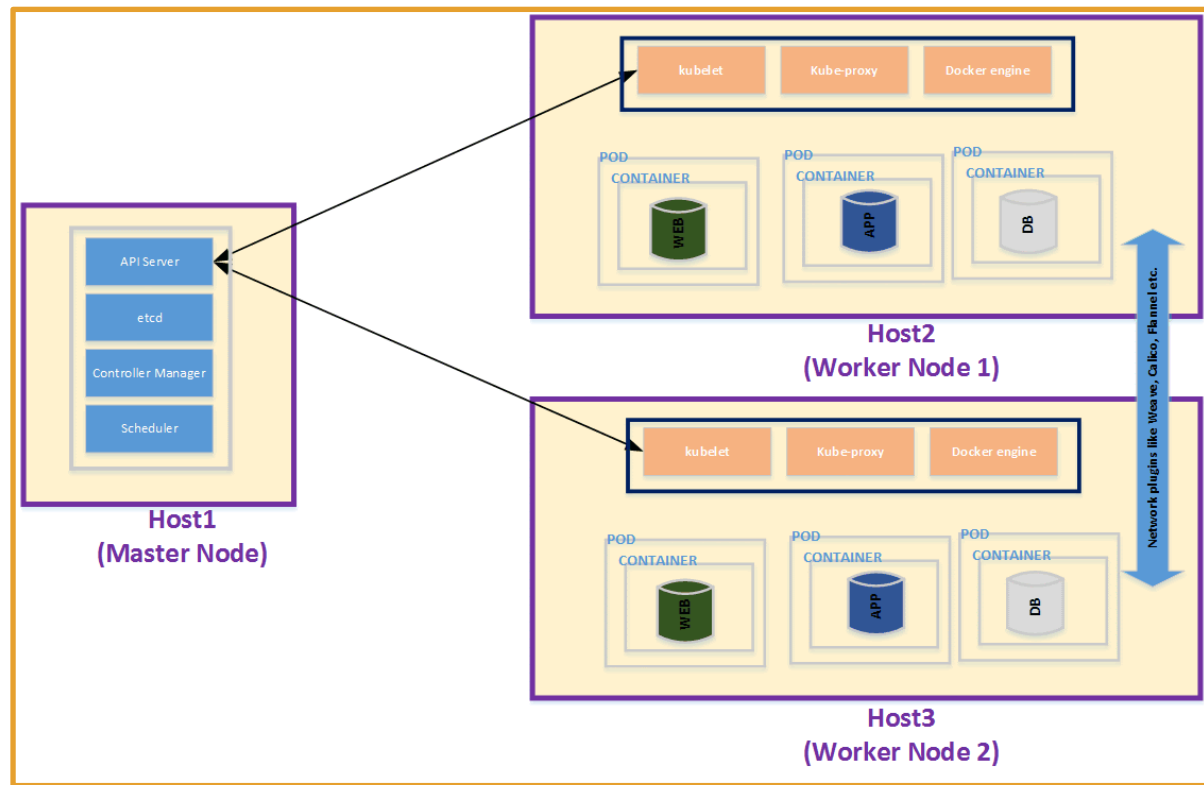 kubelet
Kube-proxy
Docker engine
POD
CONTAINER
WEB
POD
CONTAINER
APP
POD
CONTAINER
DB
Host2
(Worker Node 1)
API Server
etcd
Controller Manager
Scheduler
Host1
(Master Node)
Network plugins like Weave, Calico, Flannel etc.
kubelet
Kube-proxy
Docker engine
POD
CONTAINER
WEB
POD
CONTAINER
APP
POD
CONTAINER
DB
Host3
(Worker Node 2)